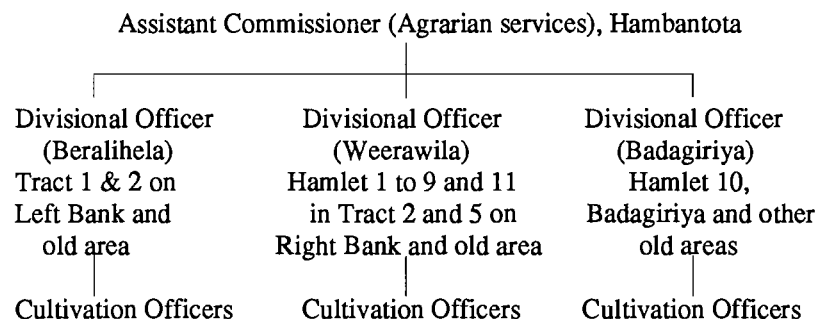 Assistant Commissioner (Agrarian services), Hambantota
Divisional Officer
(Beralihela)
Tract 1 & 2 on
Left Bank and
old area
Cultivation Officers
Divisional Officer
(Weerawila)
Hamlet 1 to 9 and 11
in Tract 2 and 5 on
Right Bank and old area
Cultivation Officers
Divisional Officer
(Badagiriya)
Hamlet 10,
Badagiriya and other
old areas
Cultivation Officers